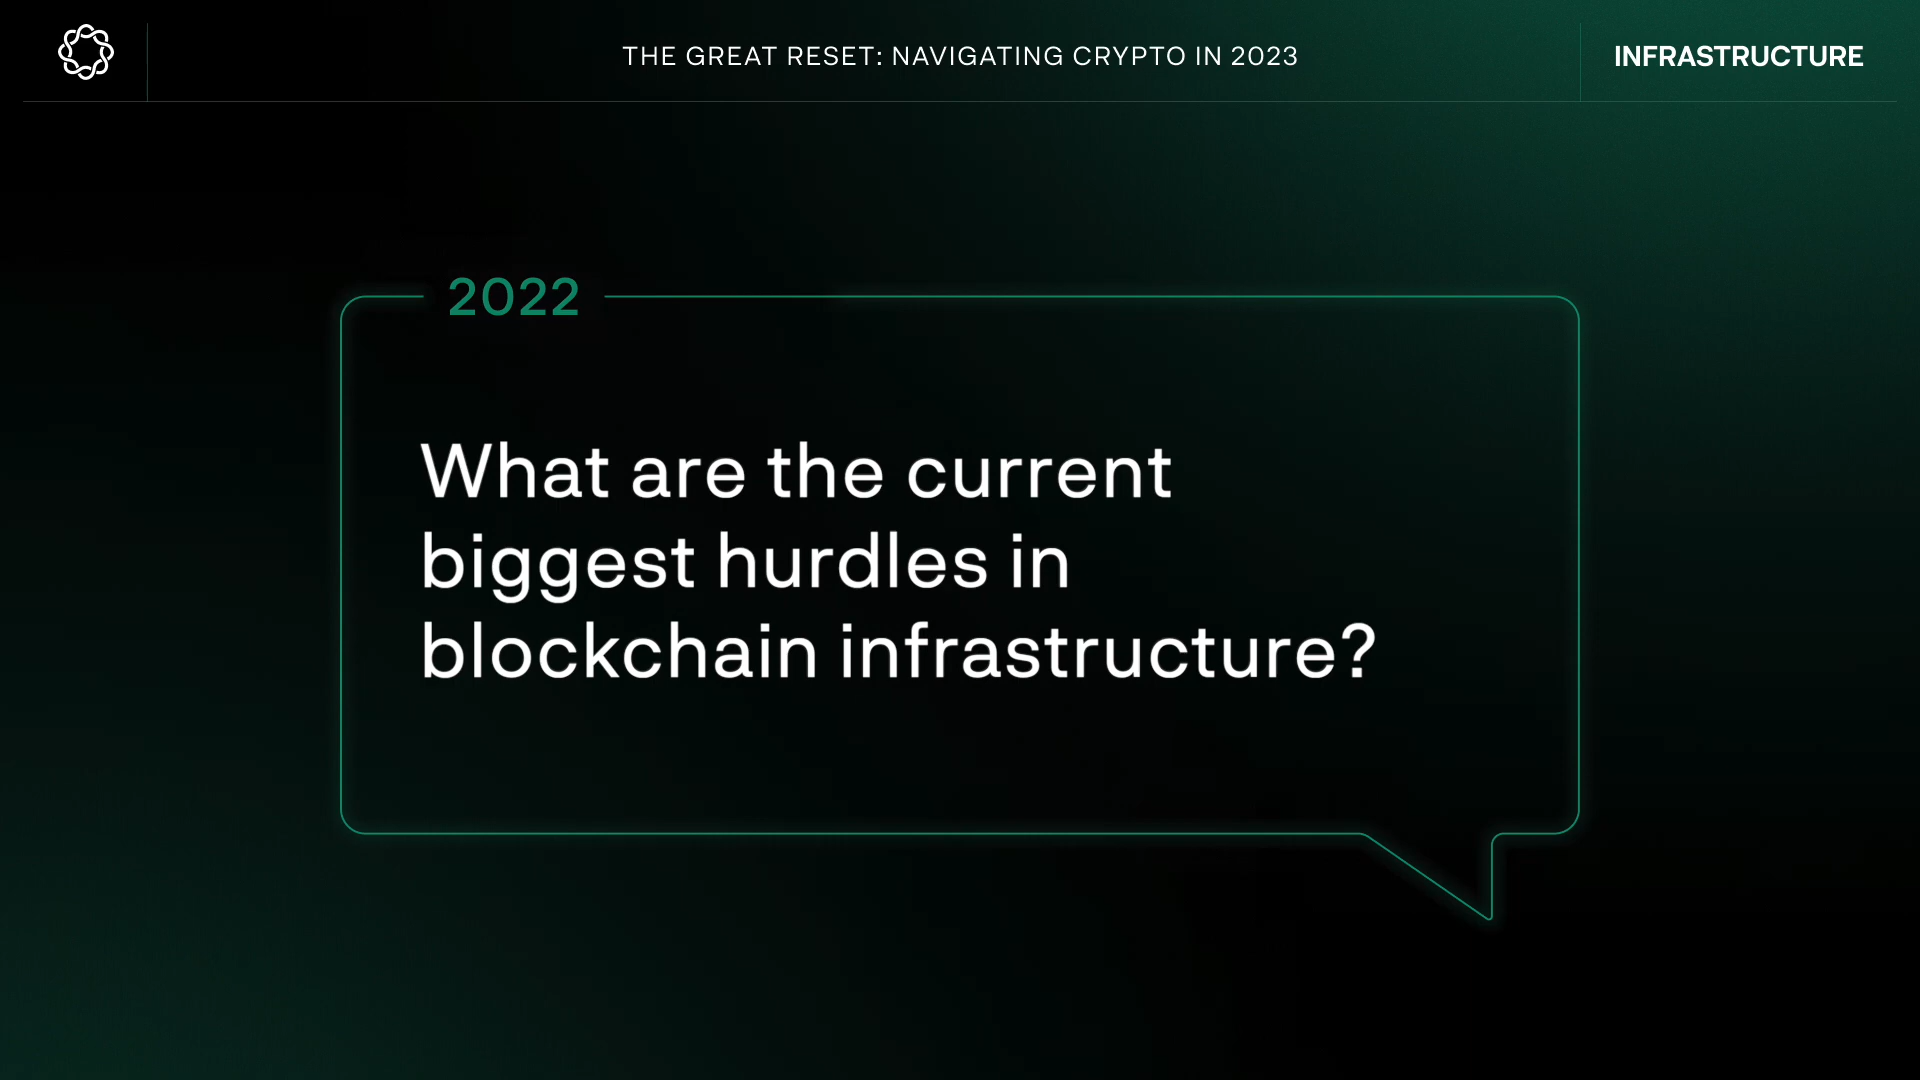 THE GREAT RESET: NAVIGATING CRYPTO IN 2023
INFRASTRUCTURE
2022
What are the current
biggest hurdles in
blockchain infrastructure?